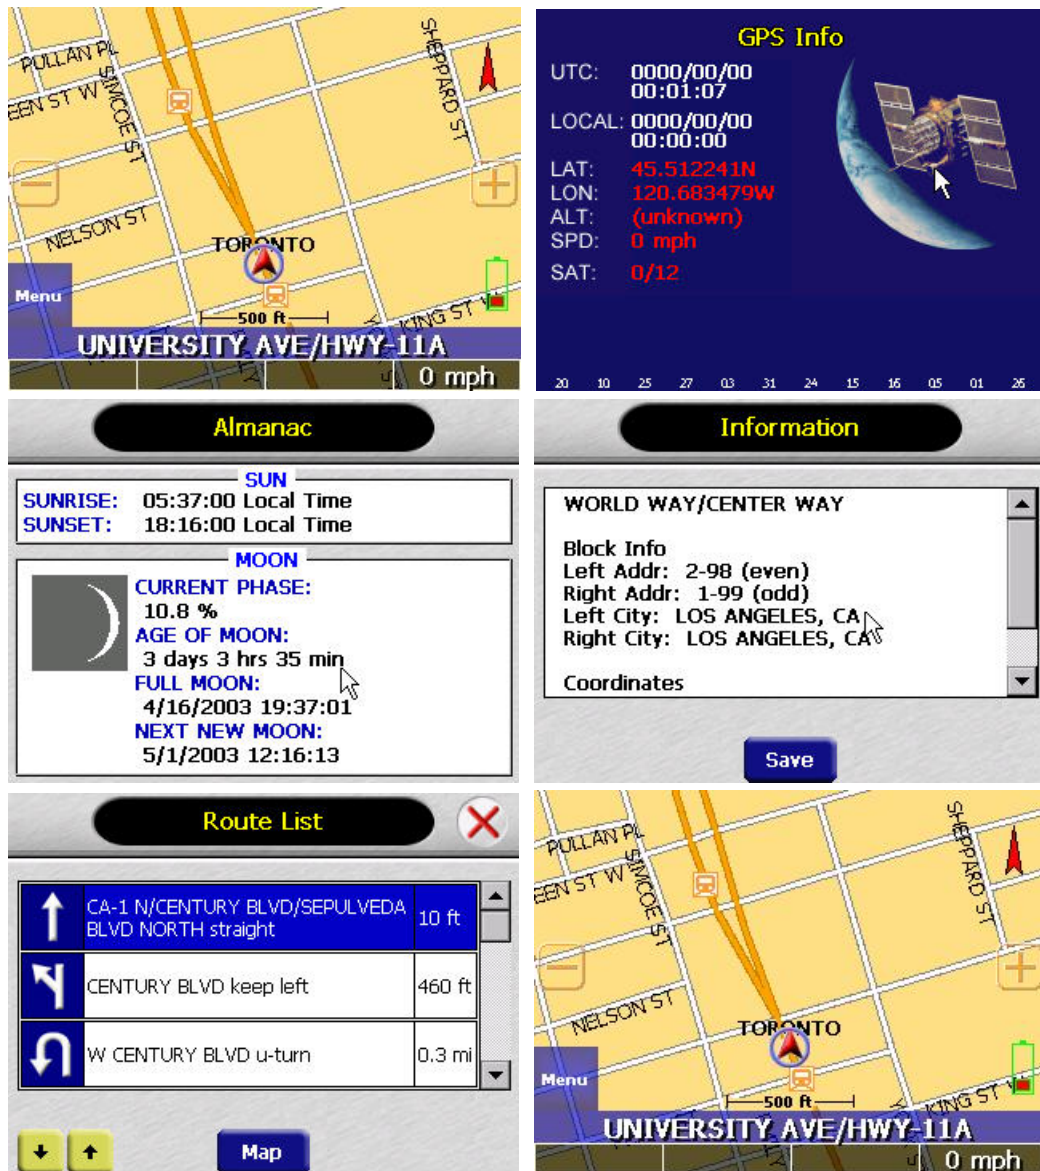 PULLAN PL
EEN ST W
SIMCOE ST
SHEPPARD ST
NELSON ST
TORONTO
Menu
500 ft
KING ST W
UNIVERSITY AVE/HWY-11A
0 mph
GPS Info
UTC: 0000/00/00
00:01:07
LOCAL: 0000/00/00
00:00:00
LAT: 45.512241N
LON: 120.683479W
ALT: (unknown)
SPD: 0 mph
SAT: 0/12
20 10 25 27 03 31 24 15 16 05 01 26
Almanac
SUN
SUNRISE: 05:37:00 Local Time
SUNSET: 18:16:00 Local Time
MOON
CURRENT PHASE:
10.8 %
AGE OF MOON:
3 days 3 hrs 35 min
FULL MOON:
4/16/2003 19:37:01
NEXT NEW MOON:
5/1/2003 12:16:13
Information
WORLD WAY/CENTER WAY
Block Info
Left Addr: 2-98 (even)
Right Addr: 1-99 (odd)
Left City: LOS ANGELES, CA
Right City: LOS ANGELES, CA
Coordinates
Save
Route List
CA-1 N/CENTURY BLVD/SEPULVEDA
BLVD NORTH straight
10 ft
CENTURY BLVD keep left
460 ft
W CENTURY BLVD u-turn
0.3 mi
Map
PULLAN PL
EEN ST W
SIMCOE ST
SHEPPARD ST
NELSON ST
TORONTO
Menu
500 ft
KING ST W
UNIVERSITY AVE/HWY-11A
0 mph